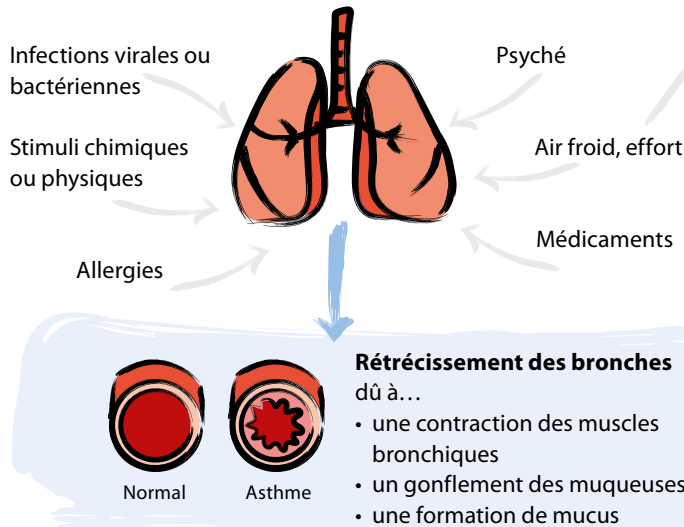 Infections virales ou
bactériennes
Psyché
Stimuli chimiques
ou physiques
Air froid, effort
Allergies
Médicaments
Rétrécissement des bronches
dû à…
• une contraction des muscles
bronchiques
• un gonflement des muqueuses
• une formation de mucus
Normal
Asthme